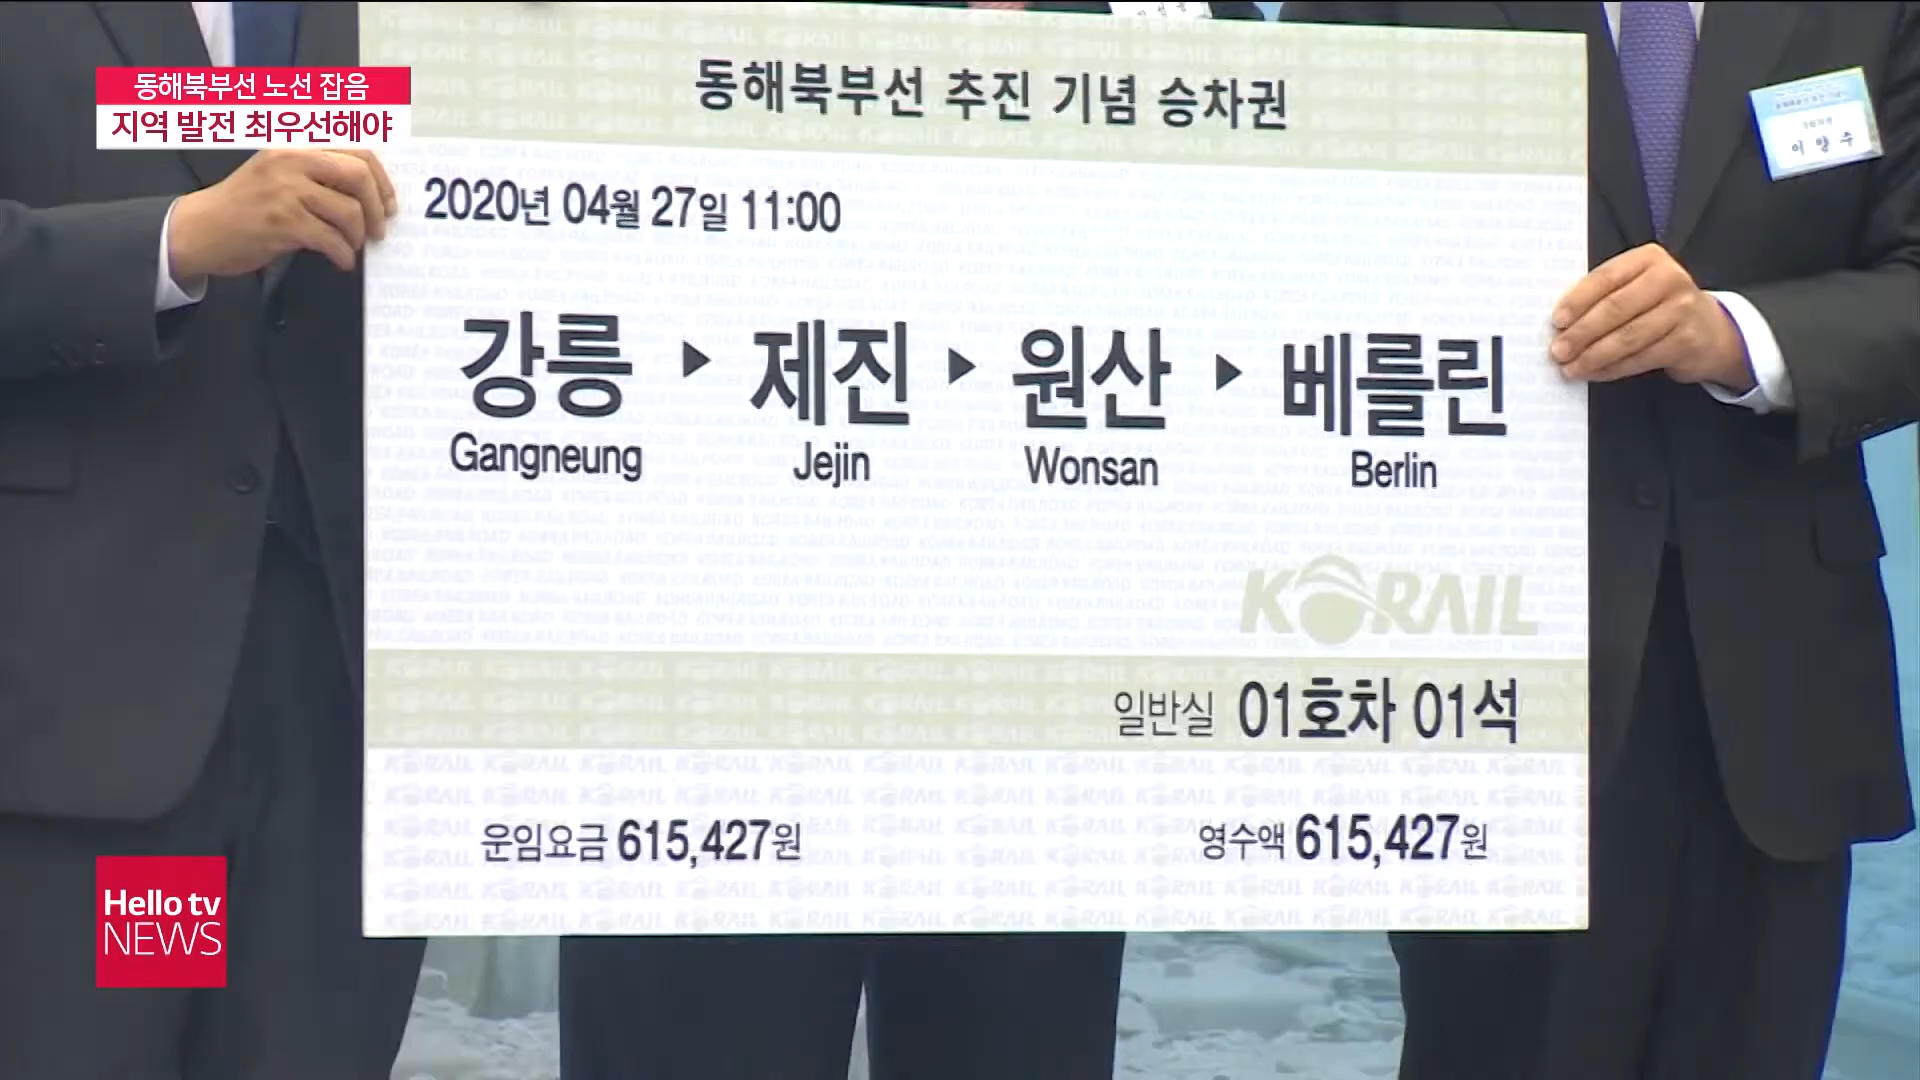 동해북부선 노선 잡음
지역 발전 최우선해야
동해북부선 추진 기념 승차권
2020년 04월 27일 11:00
강릉 ▶ 제진 ▶ 원산 ▶ 베를린
Gangneung Jejin Wonsan Berlin
KORAIL
일반실 01호차 01석
운임요금 615,427원 영수액 615,427원
이양수
Hello tv
NEWS